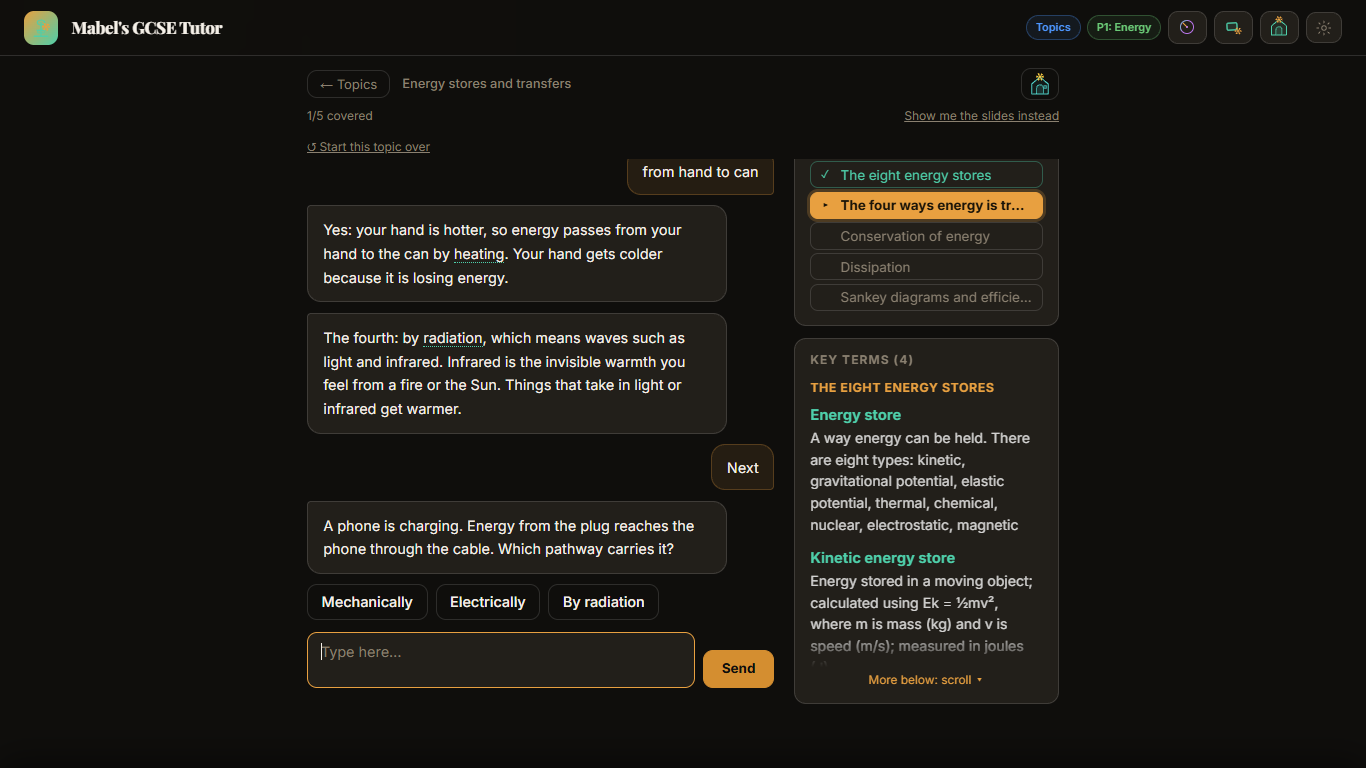 Mabel's GCSE Tutor
Topics
P1: Energy
← Topics
Energy stores and transfers
1/5 covered
Show me the slides instead
↺ Start this topic over
from hand to can
Yes: your hand is hotter, so energy passes from your
hand to the can by heating. Your hand gets colder
because it is losing energy.
The fourth: by radiation, which means waves such as
light and infrared. Infrared is the invisible warmth you
feel from a fire or the Sun. Things that take in light or
infrared get warmer.
Next
A phone is charging. Energy from the plug reaches the
phone through the cable. Which pathway carries it?
Mechanically
Electrically
By radiation
Type here...
Send
✓ The eight energy stores
▸ The four ways energy is tr...
Conservation of energy
Dissipation
Sankey diagrams and efficie...
KEY TERMS (4)
THE EIGHT ENERGY STORES
Energy store
A way energy can be held. There
are eight types: kinetic,
gravitational potential, elastic
potential, thermal, chemical,
nuclear, electrostatic, magnetic
Kinetic energy store
Energy stored in a moving object;
calculated using Ek = ½mv²,
where m is mass (kg) and v is
speed (m/s); measured in joules
More below: scroll ▾